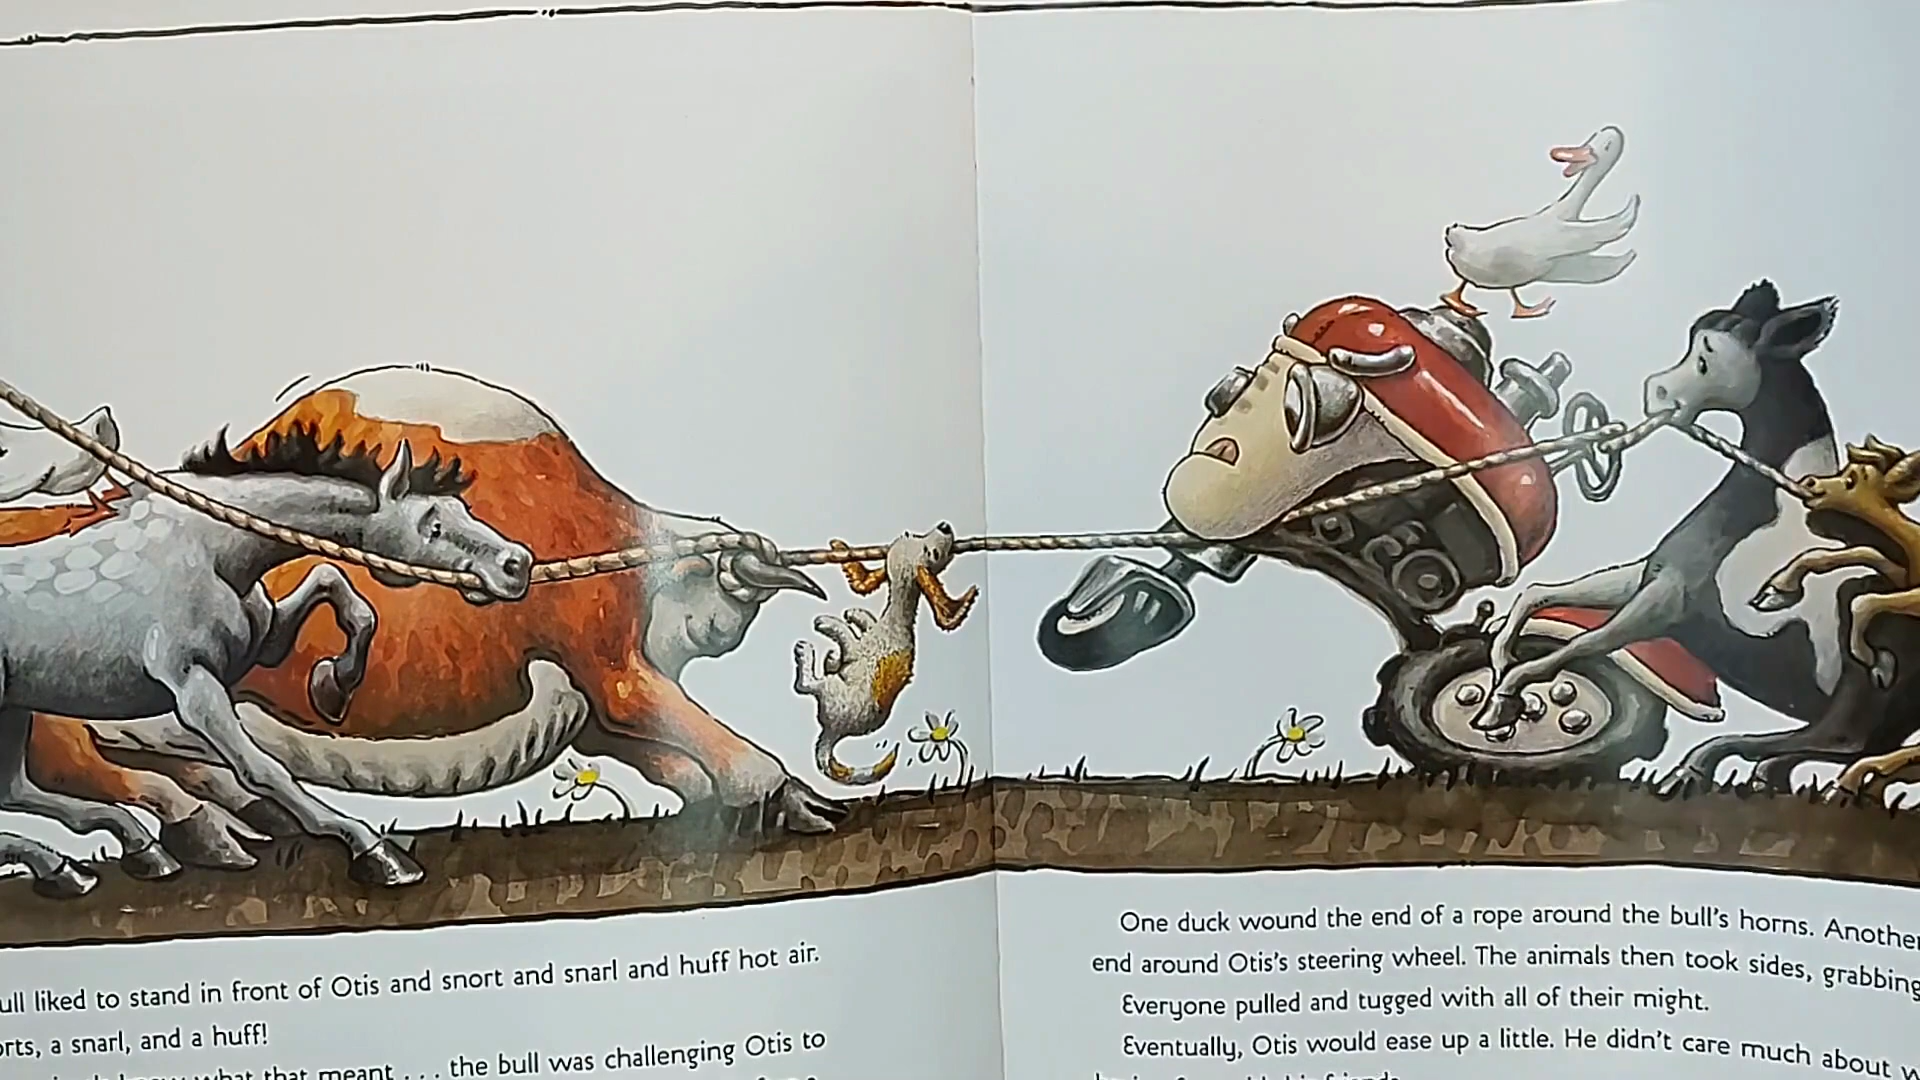 ull liked to stand in front of Otis and snort and snarl and huff hot air.
orts, a snarl, and a huff!
what that meant . . . the bull was challenging Otis to
One duck wound the end of a rope around the bull's horns. Another
end around Otis's steering wheel. The animals then took sides, grabbing
Everyone pulled and tugged with all of their might.
Eventually, Otis would ease up a little. He didn't care much about w